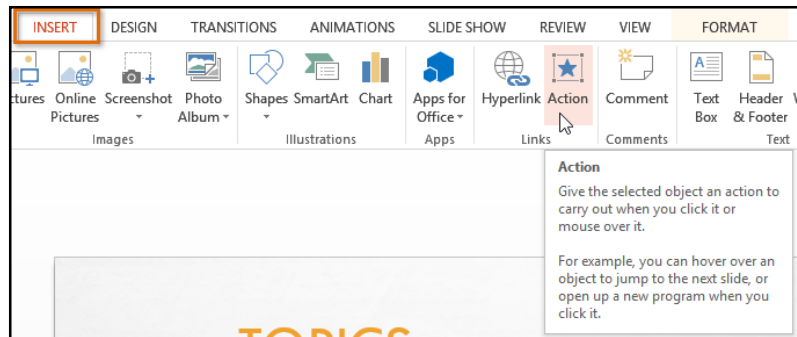 INSERT DESIGN TRANSITIONS ANIMATIONS SLIDE SHOW REVIEW VIEW FORMAT
Online Screenshot Photo Shapes SmartArt Chart Apps for Hyperlink Action Comment Text Header
Pictures Album Office Box & Footer
Images Illustrations Apps Links Comments Text
Action
Give the selected object an action to
carry out when you click it or
mouse over it.
For example, you can hover over an
object to jump to the next slide, or
open up a new program when you
click it.
TOPICS